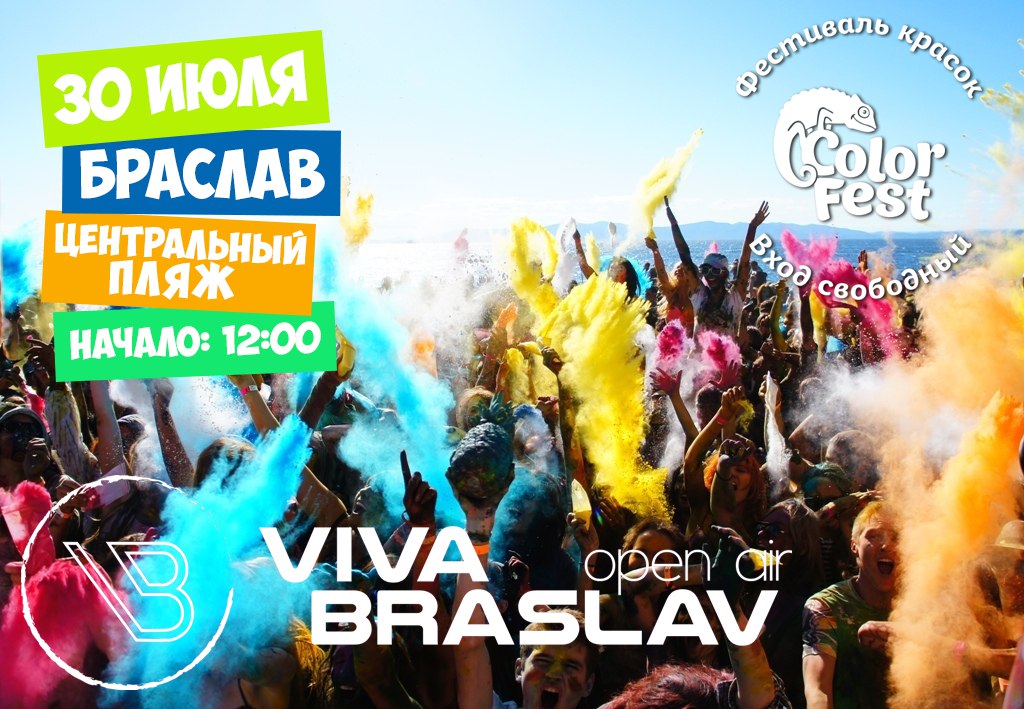 30 ИЮЛЯ
БРАСЛАВ
ЦЕНТРАЛЬНЫЙ
ПЛЯЖ
НАЧАЛО: 12:00
Фестиваль красок
Color
Fest
Вход свободный
VB
VIVA open air
BRASLAV